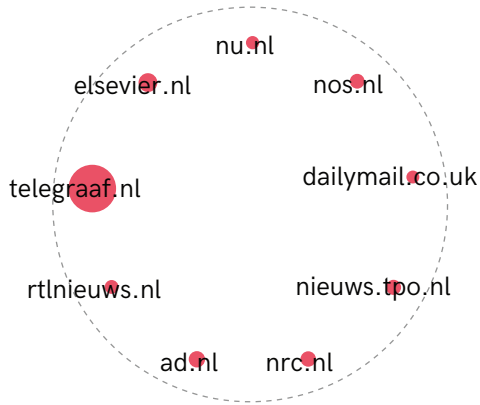 nu.nl
elsevier.nl
nos.nl
telegraaf.nl
dailymail.co.uk
rtlnieuws.nl
nieuws.tpo.nl
ad.nl
nrc.nl